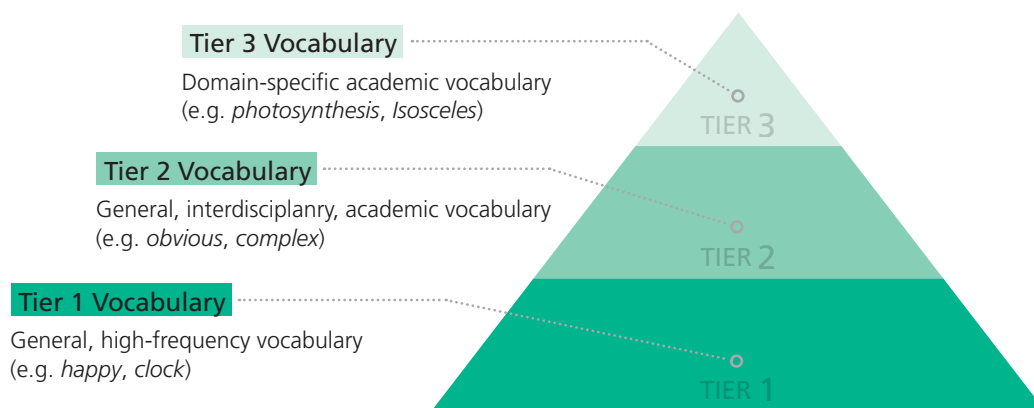 Tier 3 Vocabulary
Domain-specific academic vocabulary
(e.g. photosynthesis, Isosceles)
TIER 3
Tier 2 Vocabulary
General, interdisciplanry, academic vocabulary
(e.g. obvious, complex)
TIER 2
Tier 1 Vocabulary
General, high-frequency vocabulary
(e.g. happy, clock)
TIER 1